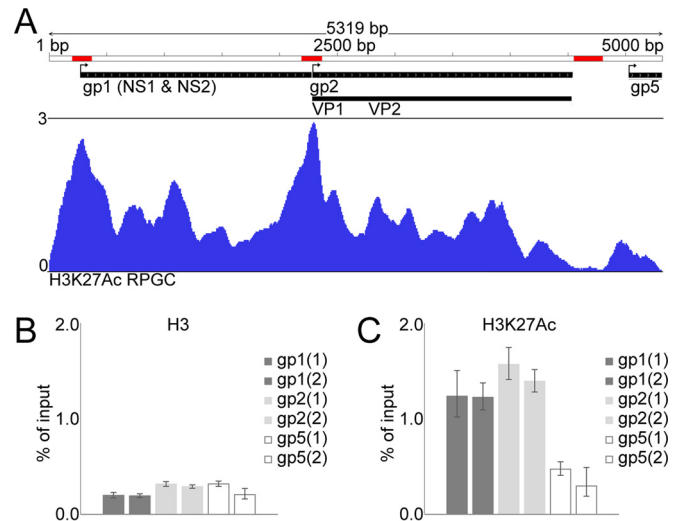 A
5319 bp
1 bp 2500 bp 5000 bp
gp1 (NS1 & NS2) gp2 gp5
VP1 VP2
3
0
H3K27Ac RPGC
B
H3
2.0
1.0
0.0
% of input
gp1(1)
gp1(2)
gp2(1)
gp2(2)
gp5(1)
gp5(2)
C
H3K27Ac
2.0
1.0
0.0
% of input
gp1(1)
gp1(2)
gp2(1)
gp2(2)
gp5(1)
gp5(2)